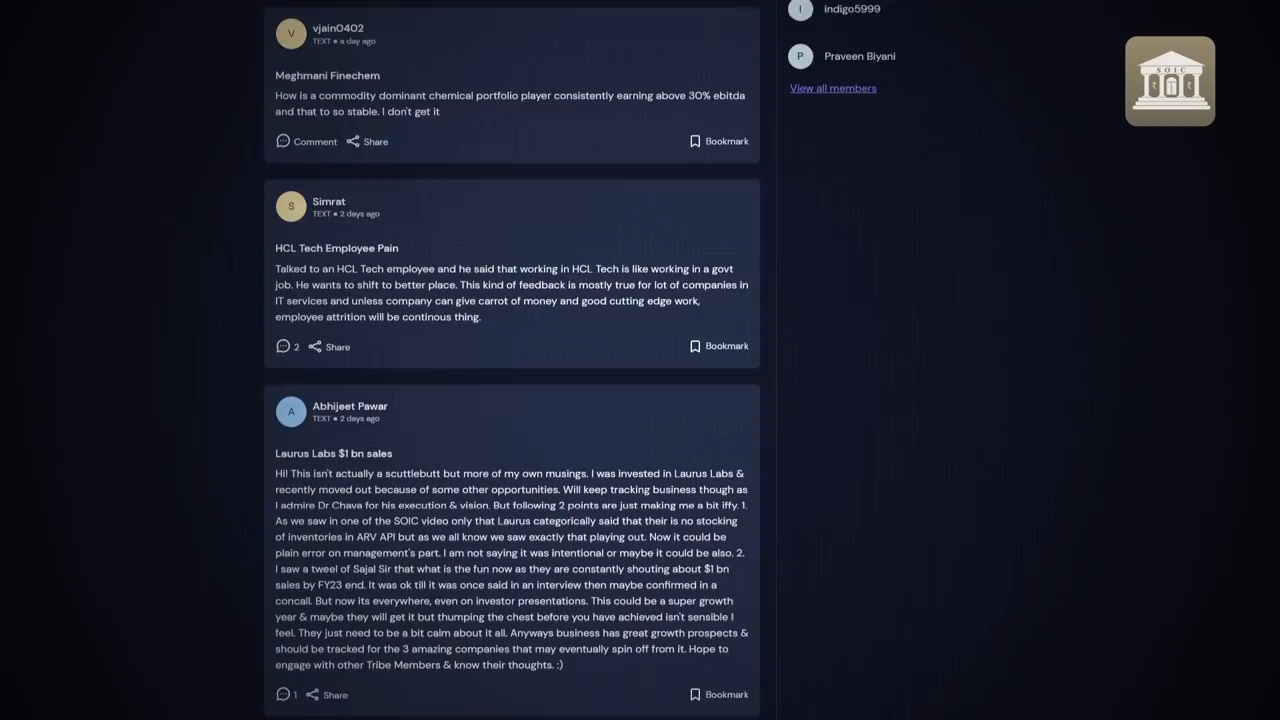 V
vjain0402
TEXT • a day ago
Meghmani Finechem
How is a commodity dominant chemical portfolio player consistently earning above 30% ebitda
and that to so stable. I don't get it
Comment Share Bookmark
S
Simrat
TEXT • 2 days ago
HCL Tech Employee Pain
Talked to an HCL Tech employee and he said that working in HCL Tech is like working in a govt
job. He wants to shift to better place. This kind of feedback is mostly true for lot of companies in
IT services and unless company can give carrot of money and good cutting edge work,
employee attrition will be continous thing.
2 Share Bookmark
A
Abhijeet Pawar
TEXT • 2 days ago
Laurus Labs $1 bn sales
Hi! This isn't actually a scuttlebutt but more of my own musings. I was invested in Laurus Labs &
recently moved out because of some other opportunities. Will keep tracking business though as
I admire Dr Chava for his execution & vision. But following 2 points are just making me a bit iffy. 1.
As we saw in one of the SOIC video only that Laurus categorically said that their is no stocking
of inventories in ARV API but as we all know we saw exactly that playing out. Now it could be
plain error on management's part. I am not saying it was intentional or maybe it could be also. 2.
I saw a tweel of Sajal Sir that what is the fun now as they are constantly shouting about $1 bn
sales by FY23 end. It was ok till it was once said in an interview then maybe confirmed in a
concall. But now its everywhere, even on investor presentations. This could be a super growth
year & maybe they will get it but thumping the chest before you have achieved isn't sensible I
feel. They just need to be a bit calm about it all. Anyways business has great growth prospects &
should be tracked for the 3 amazing companies that may eventually spin off from it. Hope to
engage with other Tribe Members & know their thoughts. :)
1 Share Bookmark
I
indigo5999
P
Praveen Biyani
View all members
SOIC